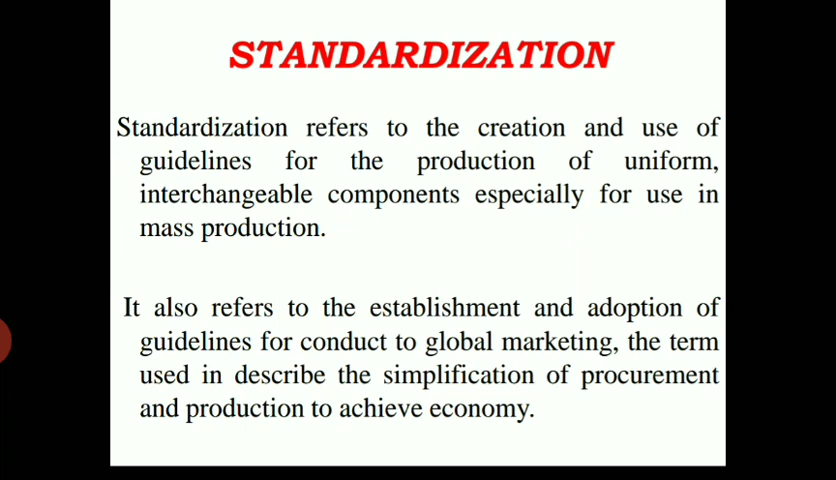 STANDARDIZATION
Standardization refers to the creation and use of
guidelines for the production of uniform,
interchangeable components especially for use in
mass production.
It also refers to the establishment and adoption of
guidelines for conduct to global marketing, the term
used in describe the simplification of procurement
and production to achieve economy.